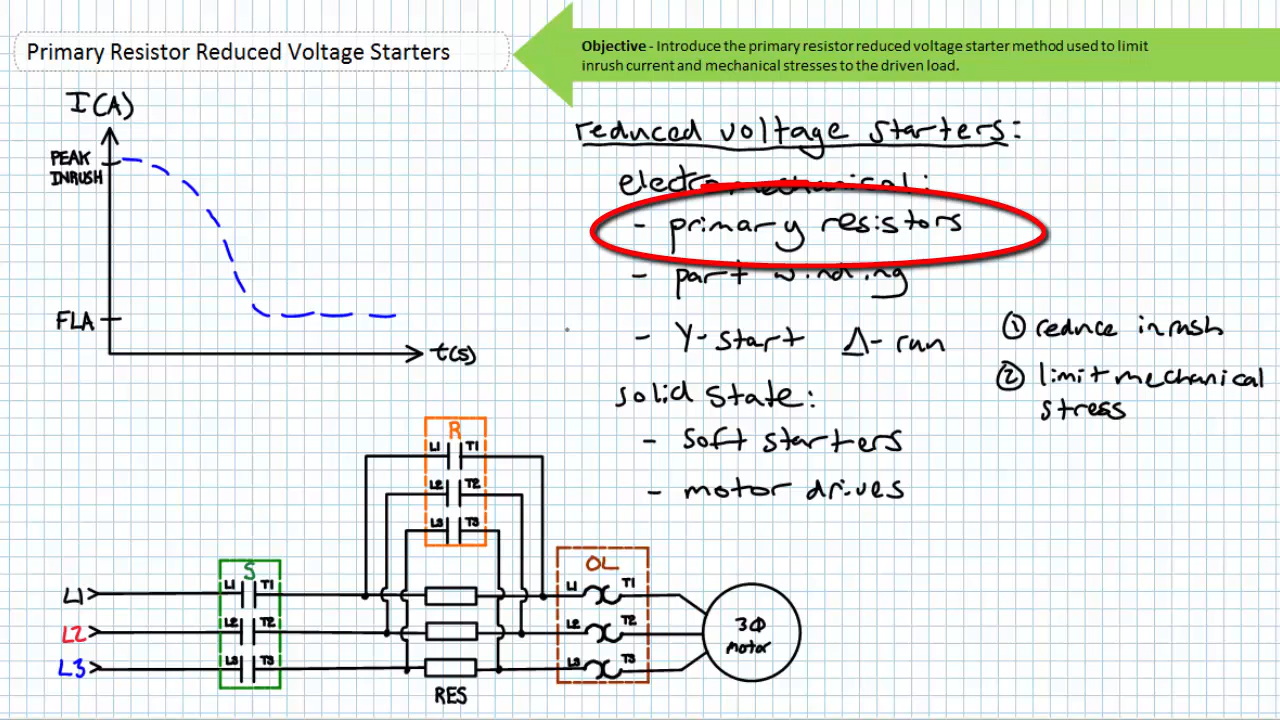 Primary Resistor Reduced Voltage Starters
Objective - Introduce the primary resistor reduced voltage starter method used to limit
inrush current and mechanical stresses to the driven load.
I(A)
PEAK
INRUSH
FLA
t(s)
reduced voltage starters:
electromechanical:
- primary resistors
- part winding
- Y-start Δ-run
solid state:
- soft starters
- motor drives
① reduce inrush
② limit mechanical
stress
R
L1 T1
L2 T2
L3 T3
S
L1 T1
L2 T2
L3 T3
OL
L1 T1
L2 T2
L3 T3
L1
L2
L3
RES
3Φ
motor